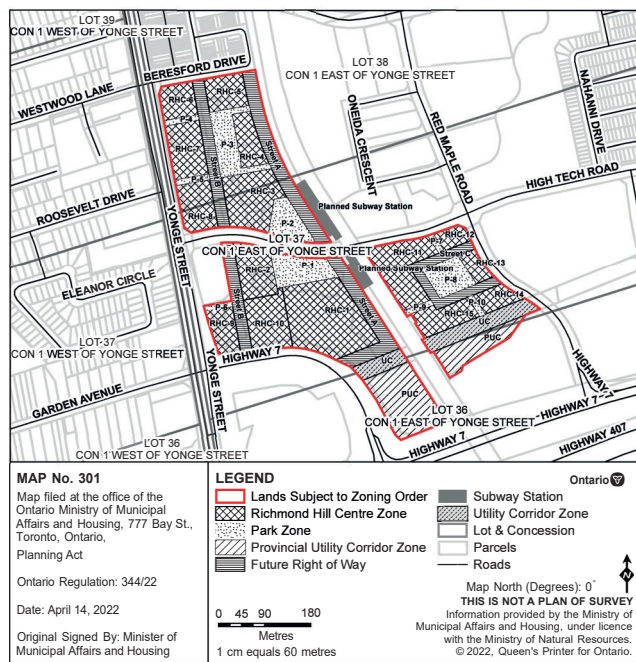 LOT 39
CON 1 WEST OF YONGE STREET
LOT 38
CON 1 EAST OF YONGE STREET
BERESFORD DRIVE
WESTWOOD LANE
NAHANNI DRIVE
ONEIDA CRESCENT
RED MAPLE ROAD
HIGH TECH ROAD
RHC-6
RHC-5
P-4
P-3
RHC-7
RHC-4
Street A
Street B
RHC-3
RHC-8
P-2
Planned Subway Station
ROOSEVELT DRIVE
YONGE STREET
LOT 37
CON 1 EAST OF YONGE STREET
RHC-12
P-7
RHC-11
Street C
RHC-13
Planned Subway Station
P-8
RHC-2
P-1
ELEANOR CIRCLE
RHC-14
P-10
P-9
RHC-15
UC
PUC
Street B
P-6
RHC-9
RHC-10
RHC-1
Street A
LOT 37
CON 1 WEST OF YONGE STREET
HIGHWAY 7
UC
PUC
GARDEN AVENUE
YONGE STREET
HIGHWAY 7
LOT 36
CON 1 EAST OF YONGE STREET
HIGHWAY 7
HIGHWAY 7
HIGHWAY 407
LOT 36
CON 1 WEST OF YONGE STREET
MAP No. 301
Map filed at the office of the
Ontario Ministry of Municipal
Affairs and Housing, 777 Bay St.,
Toronto, Ontario,
Planning Act
Ontario Regulation: 344/22
Date: April 14, 2022
Original Signed By: Minister of
Municipal Affairs and Housing
LEGEND
Lands Subject to Zoning Order
Richmond Hill Centre Zone
Park Zone
Provincial Utility Corridor Zone
Future Right of Way
Ontario
Subway Station
Utility Corridor Zone
Lot & Concession
Parcels
Roads
0 45 90 180
Metres
1 cm equals 60 metres
N
Map North (Degrees): 0°
THIS IS NOT A PLAN OF SURVEY
Information provided by the Ministry of
Municipal Affairs and Housing, under licence
with the Ministry of Natural Resources.
© 2022, Queen's Printer for Ontario.